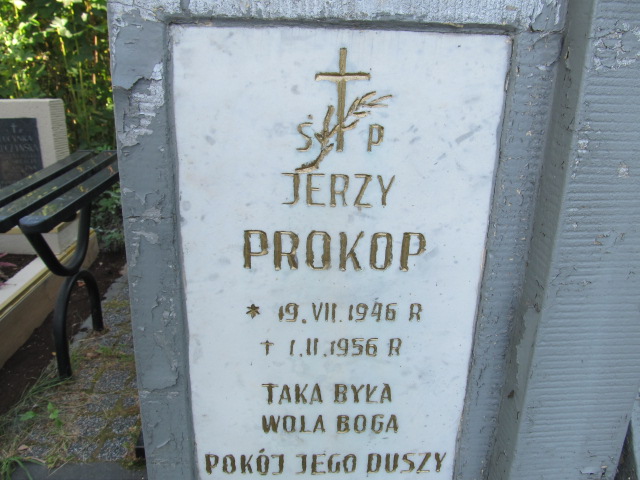 Ś P
JERZY
PROKOP
* 19.VII.1946 R
† 1.II.1956 R
TAKA BYŁA
WOLA BOGA
POKÓJ JEGO DUSZY